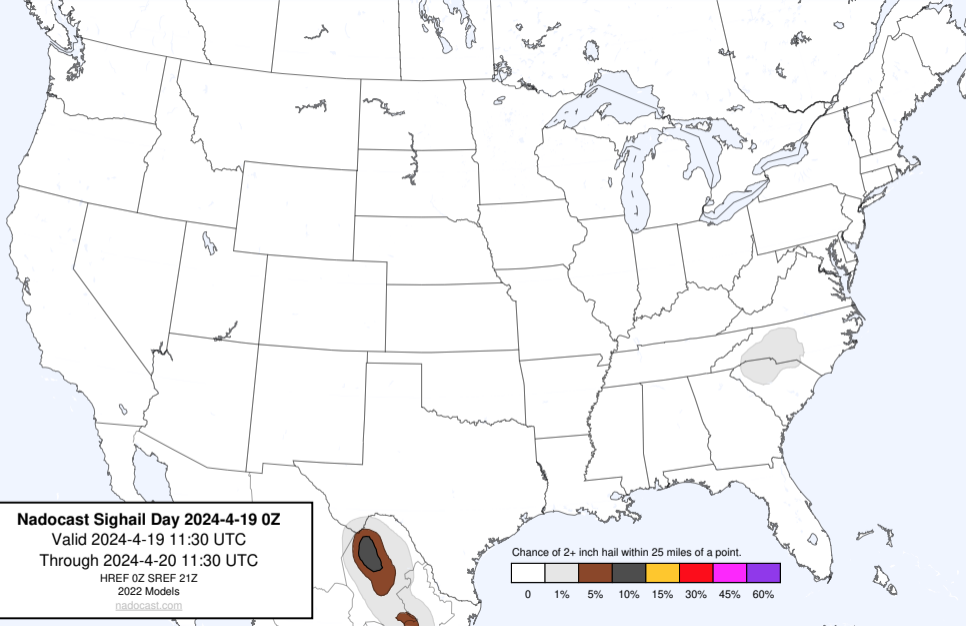 Nadocast Sighail Day 2024-4-19 0Z
Valid 2024-4-19 11:30 UTC
Through 2024-4-20 11:30 UTC
HREF 0Z SREF 21Z
2022 Models
nadocast.com
Chance of 2+ inch hail within 25 miles of a point.
0 1% 5% 10% 15% 30% 45% 60%